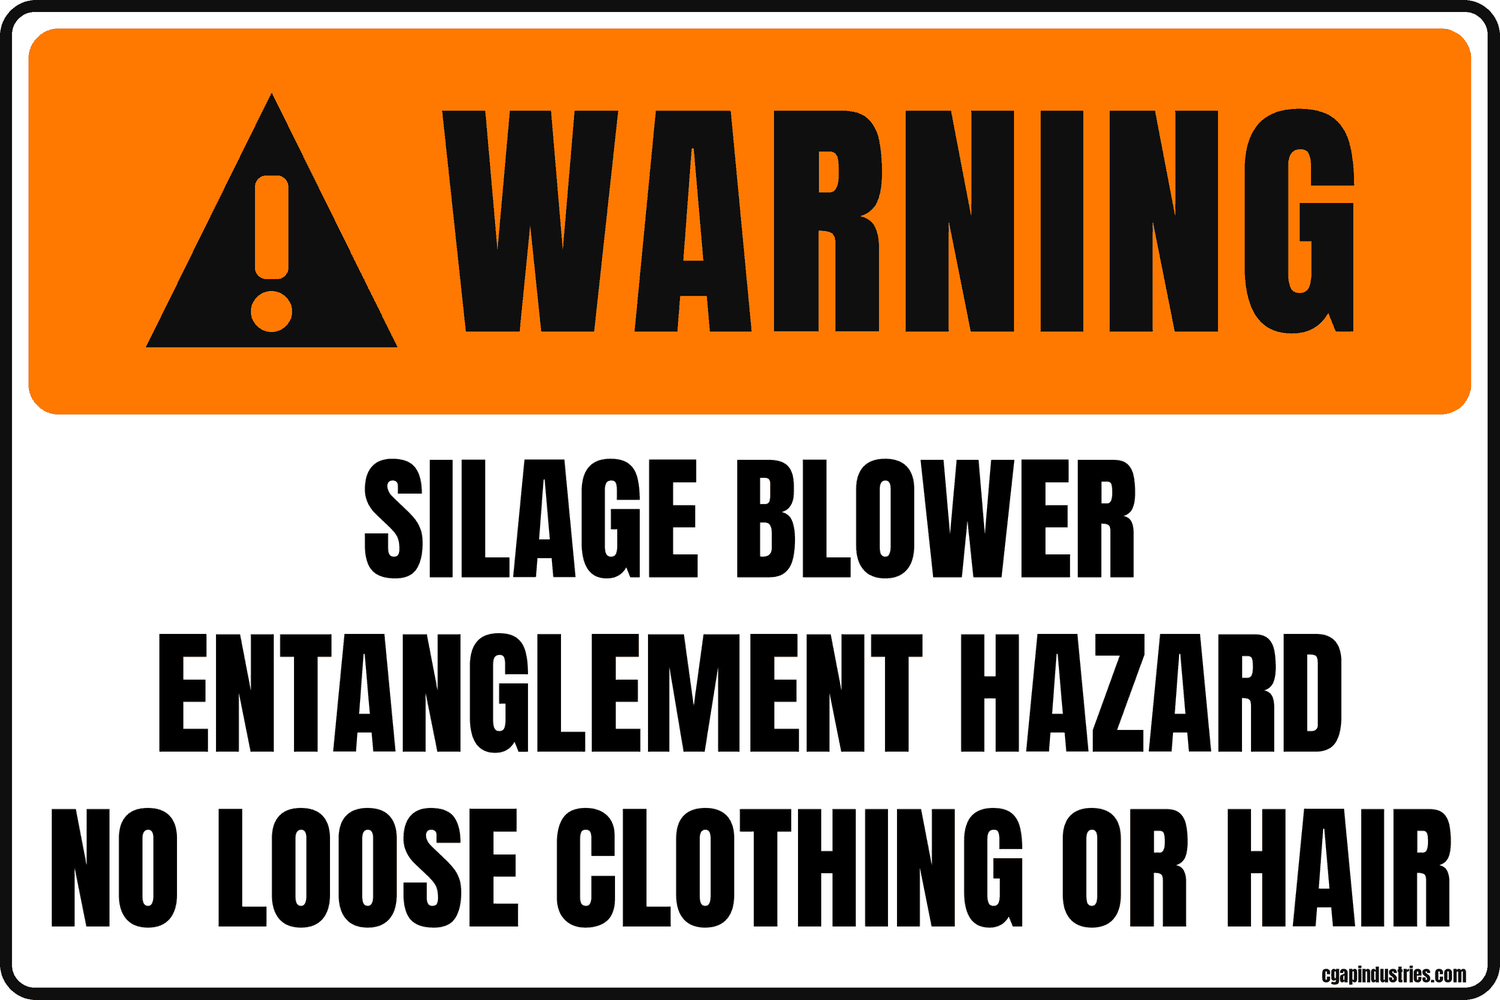 WARNING
SILAGE BLOWER
ENTANGLEMENT HAZARD
NO LOOSE CLOTHING OR HAIR
cgapindustries.com